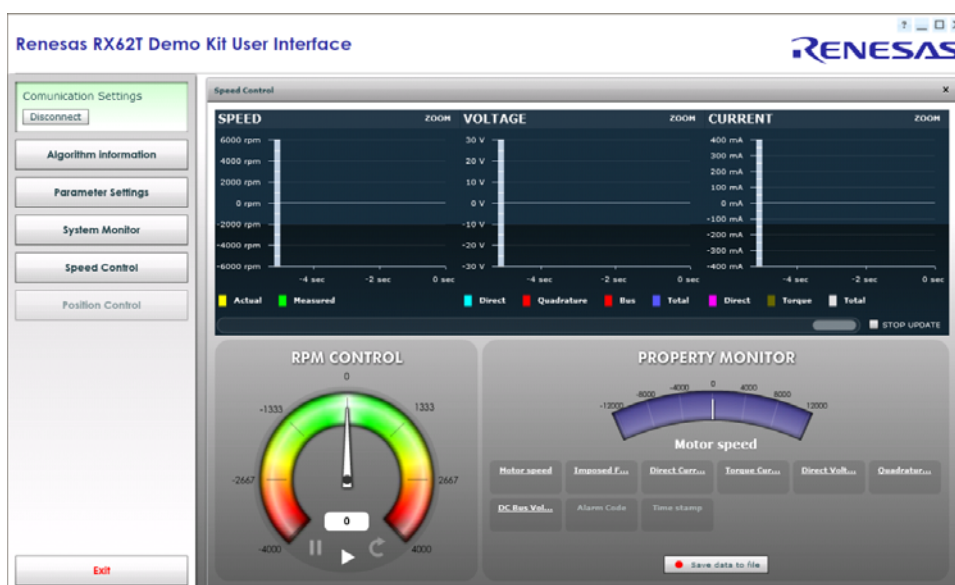 Renesas RX62T Demo Kit User Interface
?
RENESAS
Comunication Settings
Disconnect
Algorithm information
Parameter Settings
System Monitor
Speed Control
Position Control
Exit
Speed Control
x
SPEED ZOOM
6000 rpm
4000 rpm
2000 rpm
0 rpm
-2000 rpm
-4000 rpm
-6000 rpm
-4 sec -2 sec 0 sec
Actual Measured
VOLTAGE ZOOM
30 V
20 V
10 V
0 V
-10 V
-20 V
-30 V
-4 sec -2 sec 0 sec
Direct Quadrature Bus Total
CURRENT ZOOM
400 mA
300 mA
200 mA
100 mA
0 mA
-100 mA
-200 mA
-300 mA
-400 mA
-4 sec -2 sec 0 sec
Direct Torque Total
STOP UPDATE
RPM CONTROL
0
-1333 1333
-2667 2667
-4000 4000
0
PROPERTY MONITOR
-12000 -8000 -4000 0 4000 8000 12000
Motor speed
Motor speed Imposed F... Direct Curr... Torque Cur... Direct Volt... Quadratur...
DC Bus Vol... Alarm Code Time stamp
Save data to file